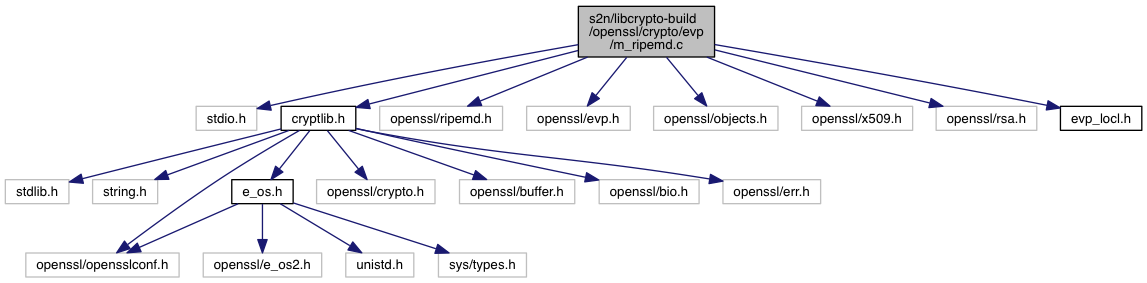 s2n/libcrypto-build
/openssl/crypto/evp
/m_ripemd.c
stdio.h
cryptlib.h
openssl/ripemd.h
openssl/evp.h
openssl/objects.h
openssl/x509.h
openssl/rsa.h
evp_locl.h
stdlib.h
string.h
e_os.h
openssl/crypto.h
openssl/buffer.h
openssl/bio.h
openssl/err.h
openssl/opensslconf.h
openssl/e_os2.h
unistd.h
sys/types.h